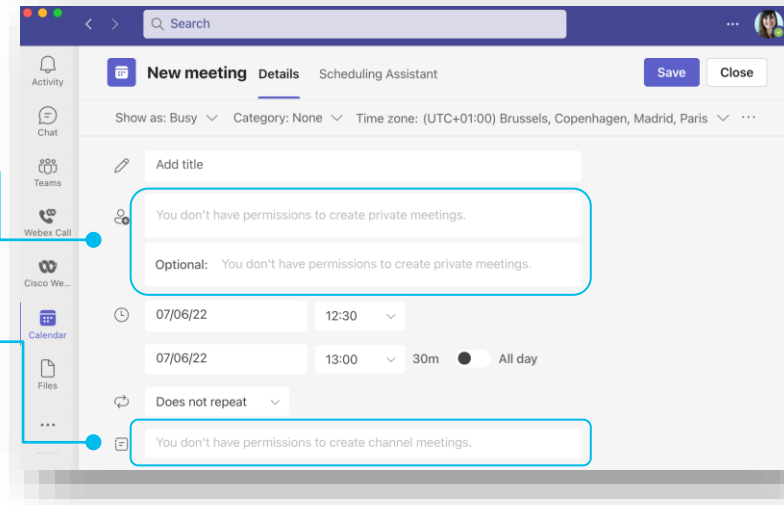 Search
Activity
Chat
Teams
Webex Call
Cisco We...
Calendar
Files
New meeting Details Scheduling Assistant Save Close
Show as: Busy Category: None Time zone: (UTC+01:00) Brussels, Copenhagen, Madrid, Paris
Add title
You don't have permissions to create private meetings.
Optional: You don't have permissions to create private meetings.
07/06/22 12:30
07/06/22 13:00 30m All day
Does not repeat
You don't have permissions to create channel meetings.